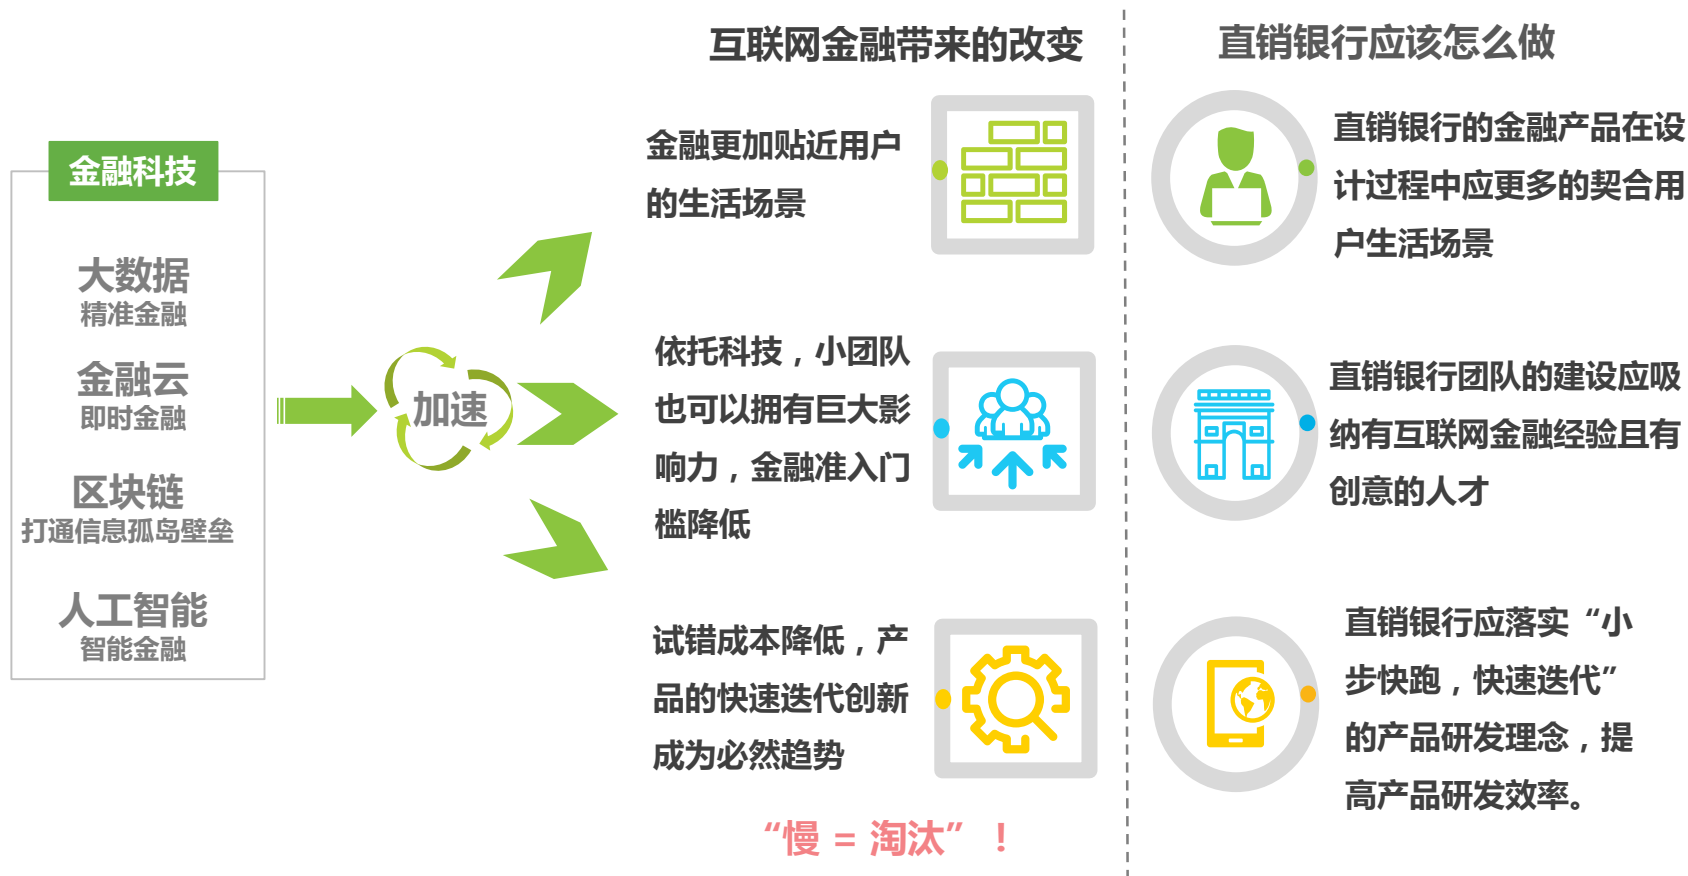 金融科技
大数据
精准金融
金融云
即时金融
区块链
打通信息孤岛壁垒
人工智能
智能金融
加速
互联网金融带来的改变
金融更加贴近用户
的生活场景
依托科技，小团队
也可以拥有巨大影
响力，金融准入门
槛降低
试错成本降低，产
品的快速迭代创新
成为必然趋势
“慢 = 淘汰” ！
直销银行应该怎么做
直销银行的金融产品在设
计过程中应更多的契合用
户生活场景
直销银行团队的建设应吸
纳有互联网金融经验且有
创意的人才
直销银行应落实“小
步快跑，快速迭代”
的产品研发理念，提
高产品研发效率。